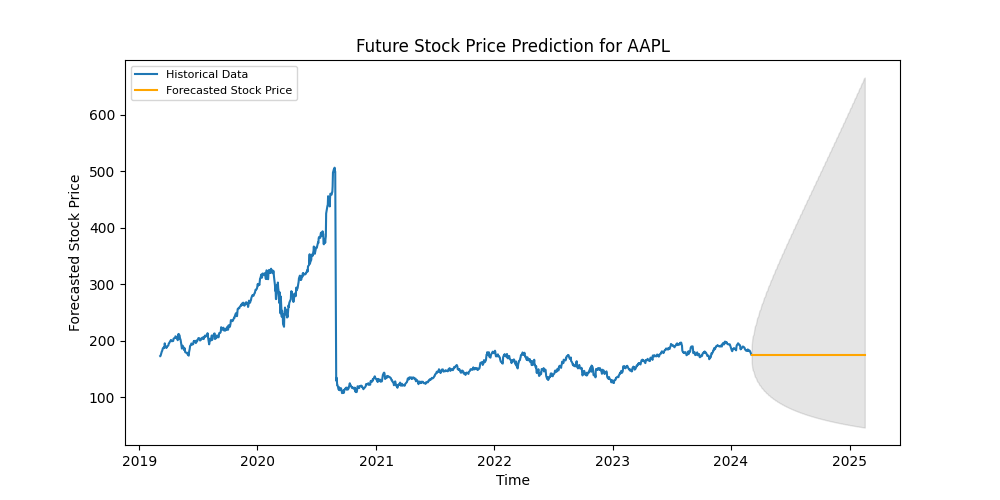 Future Stock Price Prediction for AAPL
Historical Data
Forecasted Stock Price
Forecasted Stock Price
600
500
400
300
200
100
2019
2020
2021
2022
2023
2024
2025
Time